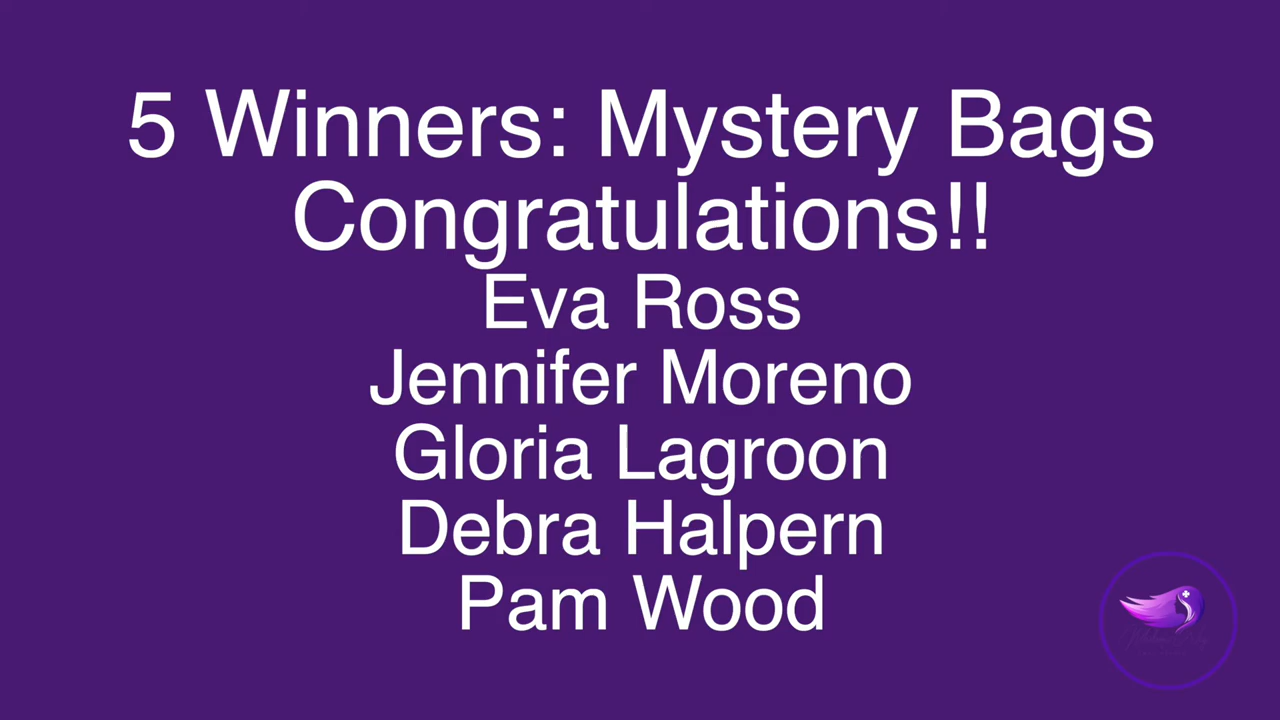 5 Winners: Mystery Bags
Congratulations!!
Eva Ross
Jennifer Moreno
Gloria Lagroon
Debra Halpern
Pam Wood